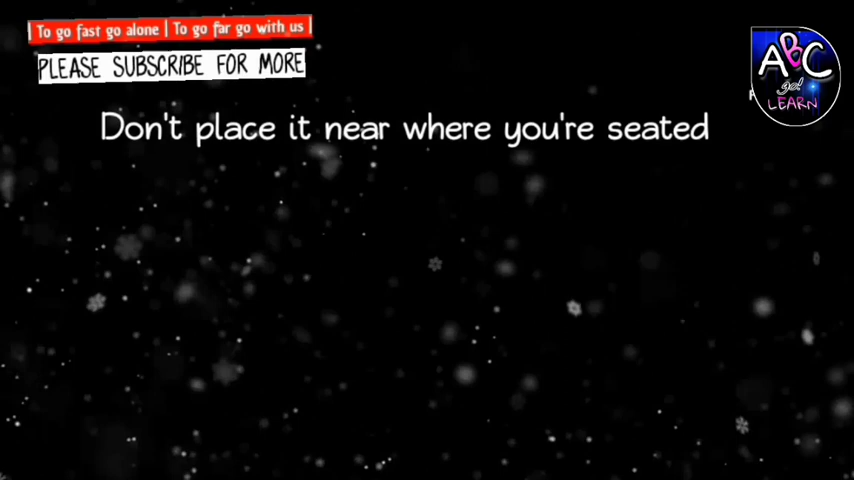 | To go fast go alone | To go far go with us |
PLEASE SUBSCRIBE FOR MORE
ABC
go!
LEARN
Don't place it near where you're seated